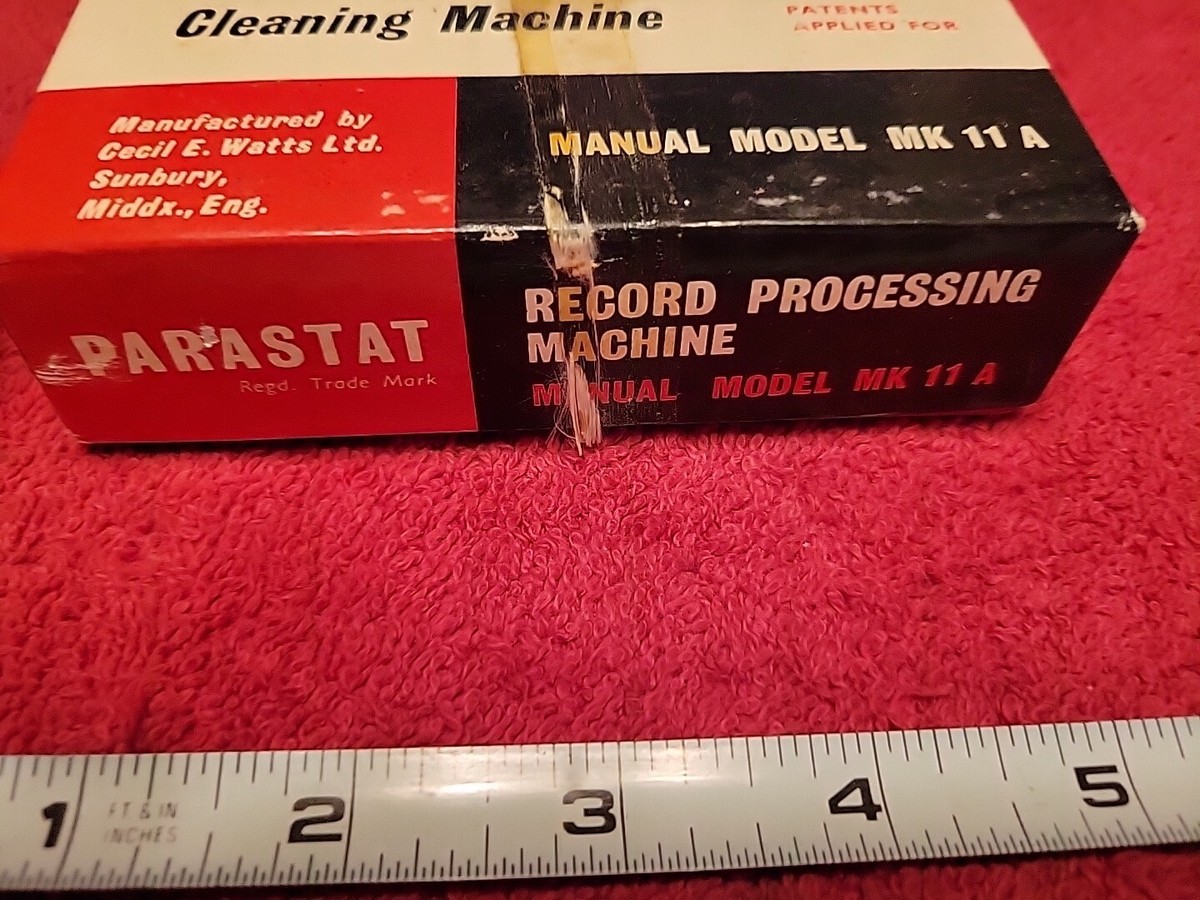 Cleaning Machine
PATENTS
APPLIED FOR
Manufactured by
Cecil E. Watts Ltd.
Sunbury,
Middx., Eng.
MANUAL MODEL MK 11 A
PARASTAT
Regd. Trade Mark
RECORD PROCESSING
MACHINE
MANUAL MODEL MK 11 A
1 2 3 4 5
FT & IN
INCHES